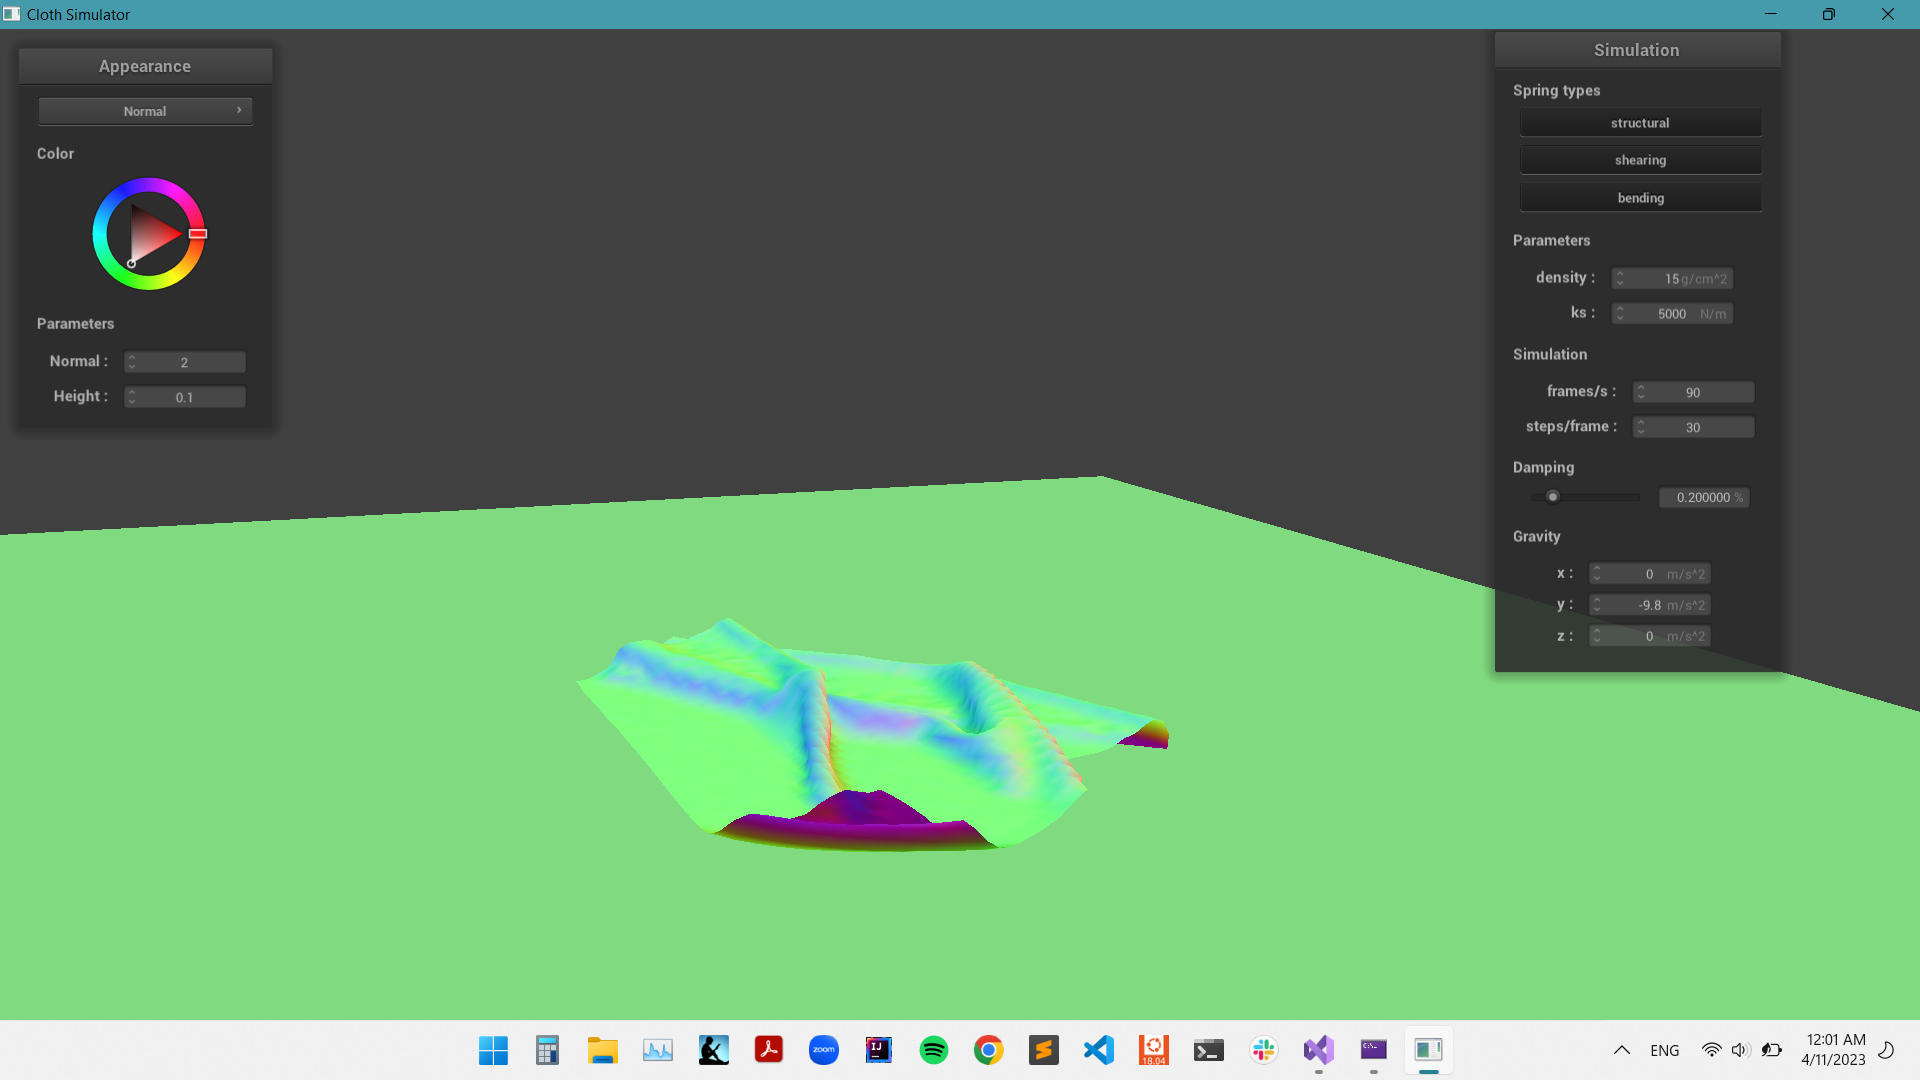 Cloth Simulator
Appearance
Normal
Color
Parameters
Normal : 2
Height : 0.1
Simulation
Spring types
structural
shearing
bending
Parameters
density : 15 g/cm^2
ks : 5000 N/m
Simulation
frames/s : 90
steps/frame : 30
Damping
0.200000 %
Gravity
x : 0 m/s^2
y : -9.8 m/s^2
z : 0 m/s^2
zoom
IJ
18.04
ENG
12:01 AM
4/11/2023